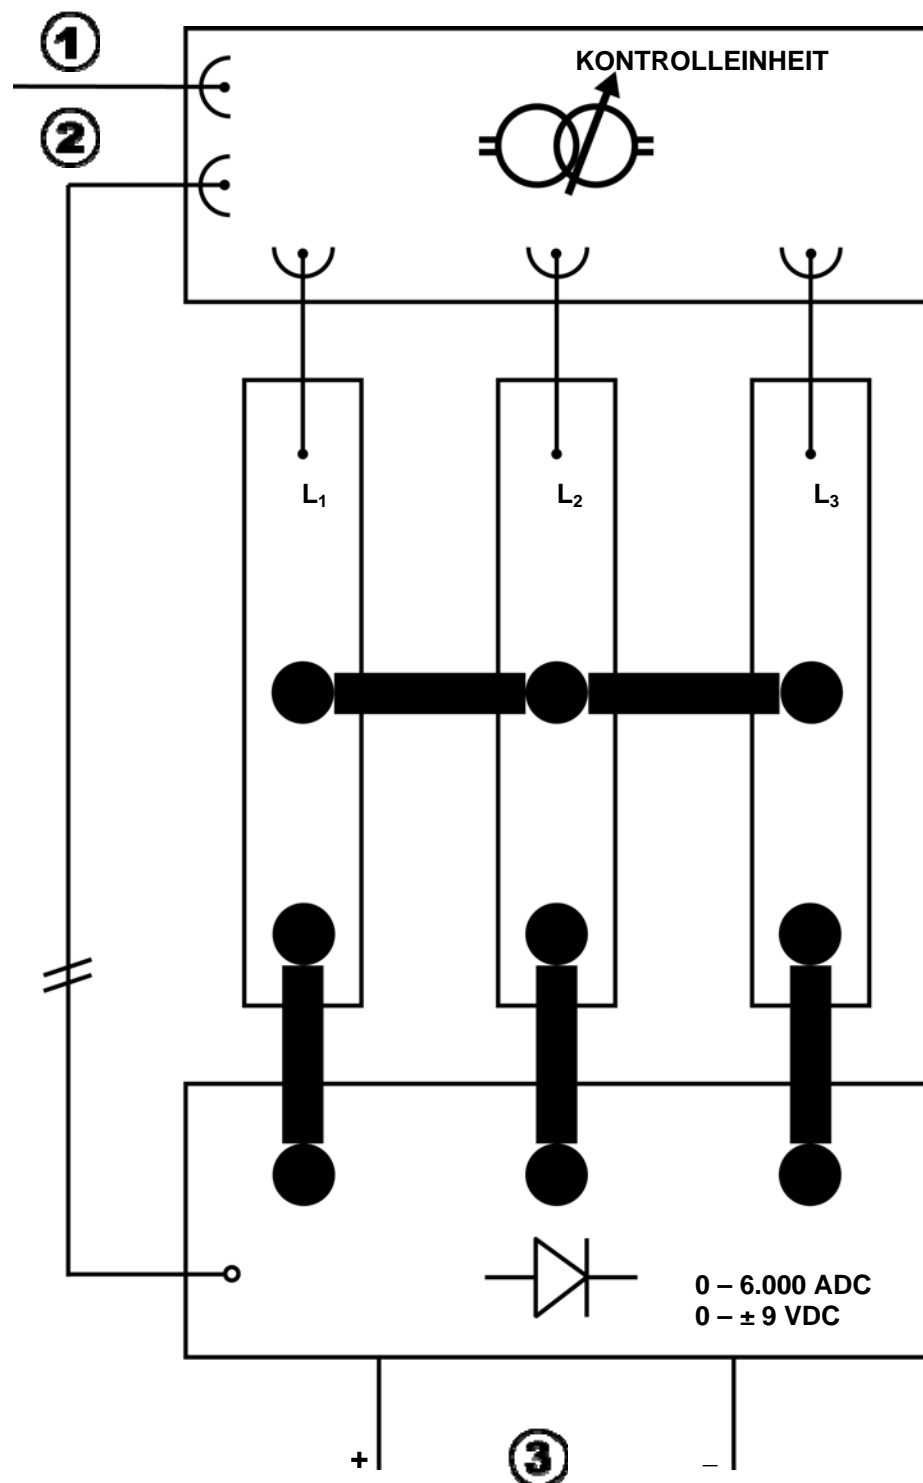 ①
KONTROLLEINHEIT
②
L₁ L₂ L₃
0 – 6.000 ADC
0 – ± 9 VDC
+ ③ –